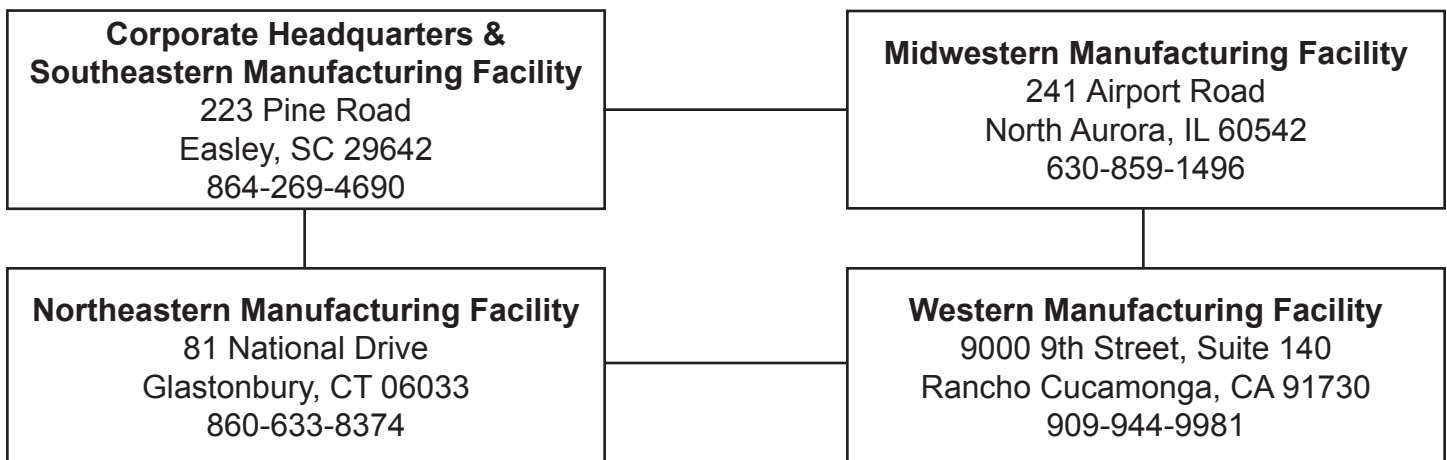 Corporate Headquarters &
Southeastern Manufacturing Facility
223 Pine Road
Easley, SC 29642
864-269-4690
Midwestern Manufacturing Facility
241 Airport Road
North Aurora, IL 60542
630-859-1496
Northeastern Manufacturing Facility
81 National Drive
Glastonbury, CT 06033
860-633-8374
Western Manufacturing Facility
9000 9th Street, Suite 140
Rancho Cucamonga, CA 91730
909-944-9981